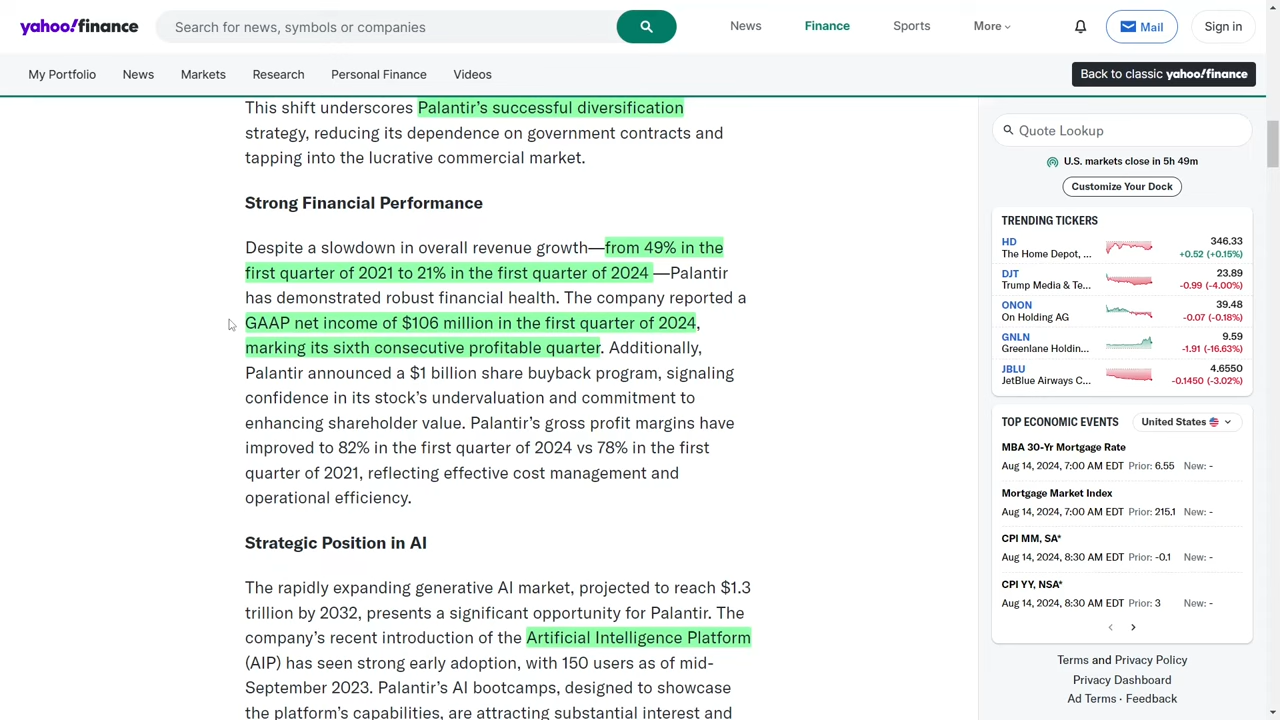 yahoo!finance
Search for news, symbols or companies
News
Finance
Sports
More
Mail
Sign in
My Portfolio
News
Markets
Research
Personal Finance
Videos
Back to classic yahoo!finance
This shift underscores Palantir's successful diversification
strategy, reducing its dependence on government contracts and
tapping into the lucrative commercial market.
Strong Financial Performance
Despite a slowdown in overall revenue growth—from 49% in the
first quarter of 2021 to 21% in the first quarter of 2024 —Palantir
has demonstrated robust financial health. The company reported a
GAAP net income of $106 million in the first quarter of 2024,
marking its sixth consecutive profitable quarter. Additionally,
Palantir announced a $1 billion share buyback program, signaling
confidence in its stock's undervaluation and commitment to
enhancing shareholder value. Palantir's gross profit margins have
improved to 82% in the first quarter of 2024 vs 78% in the first
quarter of 2021, reflecting effective cost management and
operational efficiency.
Strategic Position in AI
The rapidly expanding generative AI market, projected to reach $1.3
trillion by 2032, presents a significant opportunity for Palantir. The
company's recent introduction of the Artificial Intelligence Platform
(AIP) has seen strong early adoption, with 150 users as of mid-
September 2023. Palantir's AI bootcamps, designed to showcase
the platform's capabilities, are attracting substantial interest and
Quote Lookup
U.S. markets close in 5h 49m
Customize Your Dock
TRENDING TICKERS
HD 346.33
The Home Depot, ... +0.52 (+0.15%)
DJT 23.89
Trump Media & Te... -0.99 (-4.00%)
ONON 39.48
On Holding AG -0.07 (-0.18%)
GNLN 9.59
Greenlane Holdin... -1.91 (-16.63%)
JBLU 4.6550
JetBlue Airways C... -0.1450 (-3.02%)
TOP ECONOMIC EVENTS United States
MBA 30-Yr Mortgage Rate
Aug 14, 2024, 7:00 AM EDT Prior: 6.55 New: -
Mortgage Market Index
Aug 14, 2024, 7:00 AM EDT Prior: 215.1 New: -
CPI MM, SA*
Aug 14, 2024, 8:30 AM EDT Prior: -0.1 New: -
CPI YY, NSA*
Aug 14, 2024, 8:30 AM EDT Prior: 3 New: -
Terms and Privacy Policy
Privacy Dashboard
Ad Terms · Feedback